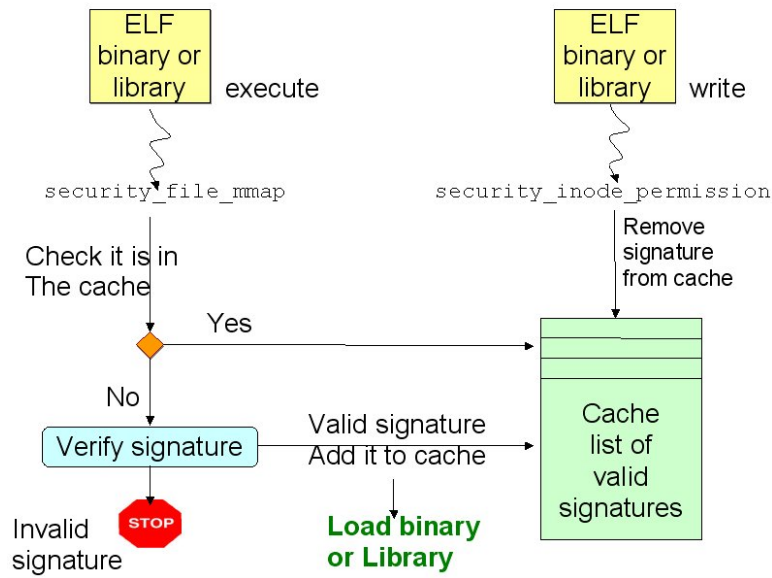 ELF
binary or
library
execute
ELF
binary or
library
write
security_file_mmap
security_inode_permission
Check it is in
The cache
Remove
signature
from cache
Yes
No
Verify signature
Valid signature
Add it to cache
Cache
list of
valid
signatures
Invalid
signature
STOP
Load binary
or Library